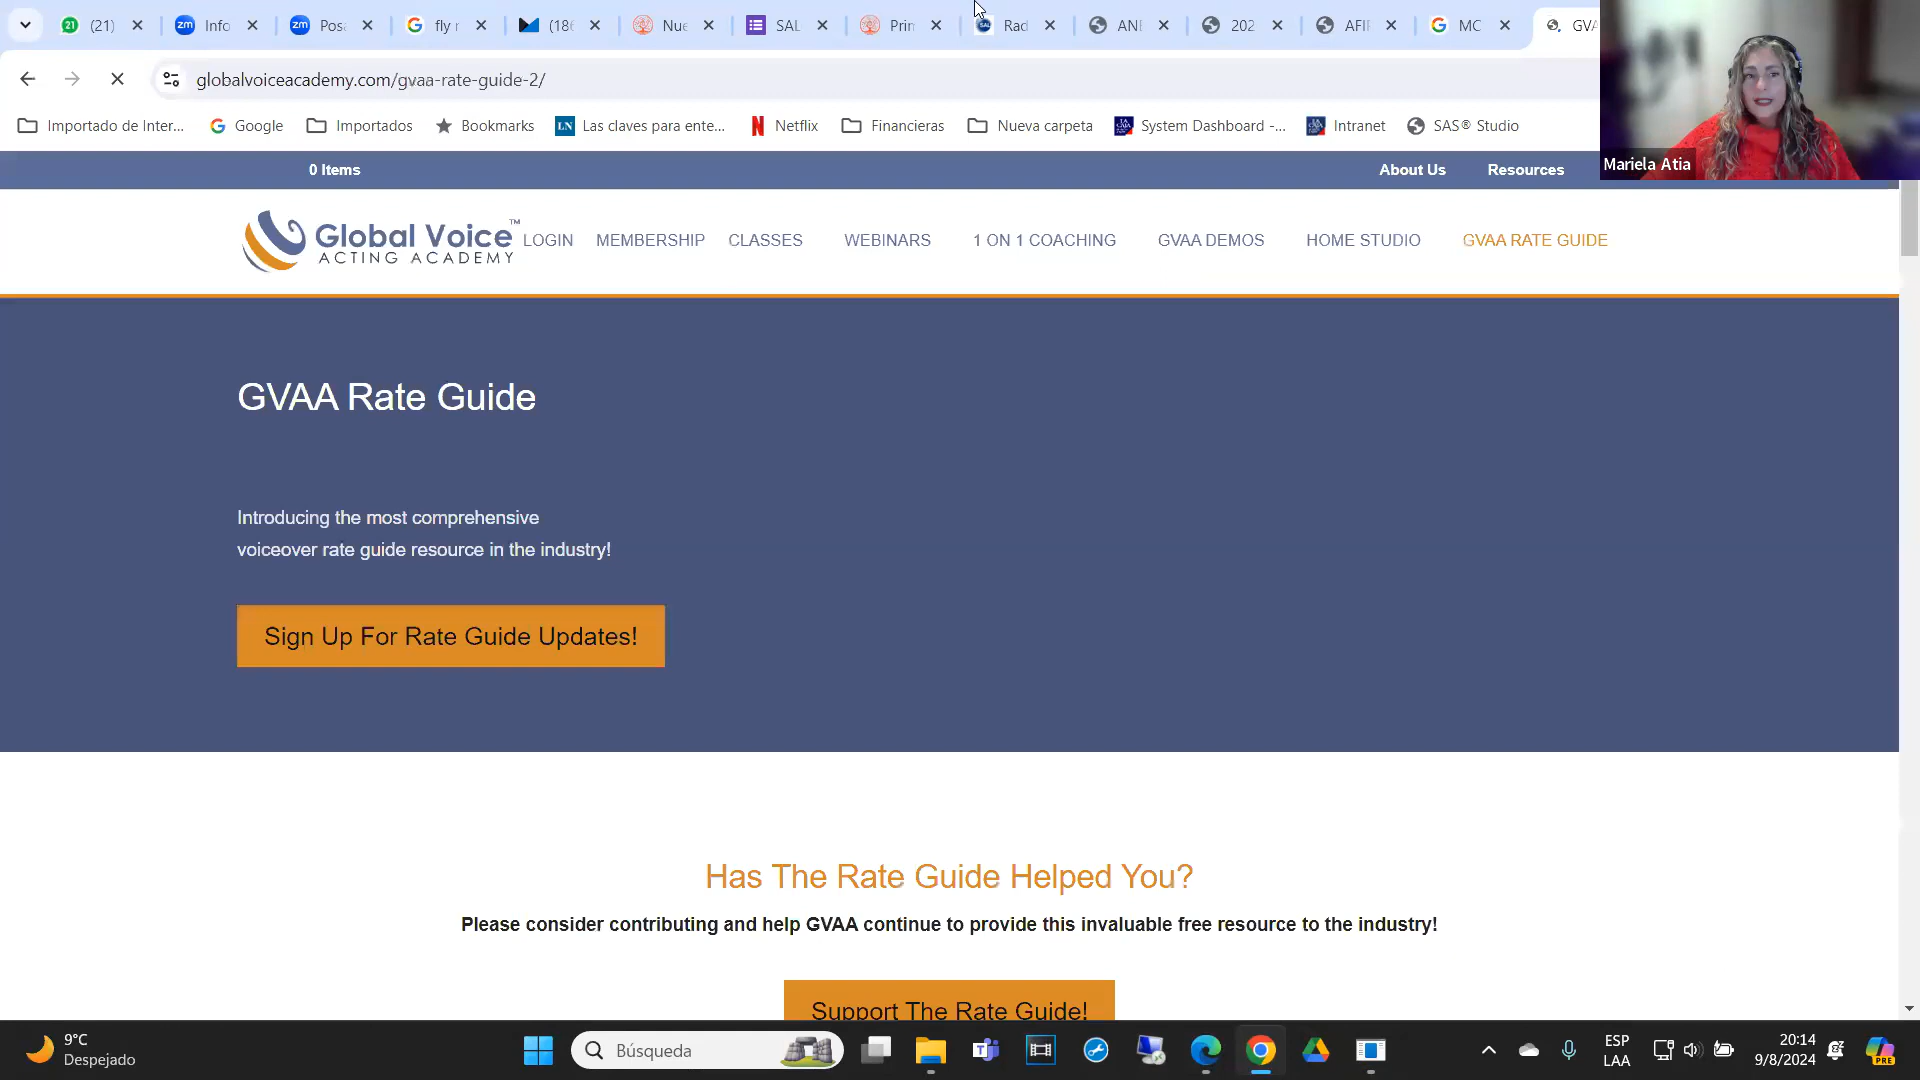 (21)
Info
Pos
fly r
(186
Nue
SAL
Prin
Rad
ANE
202
AFIF
MC
GVA
globalvoiceacademy.com/gvaa-rate-guide-2/
Importado de Inter...
Google
Importados
Bookmarks
Las claves para ente...
Netflix
Financieras
Nueva carpeta
System Dashboard -...
Intranet
SAS® Studio
Mariela Atia
0 Items
About Us
Resources
Global Voice™
ACTING ACADEMY
LOGIN
MEMBERSHIP
CLASSES
WEBINARS
1 ON 1 COACHING
GVAA DEMOS
HOME STUDIO
GVAA RATE GUIDE
GVAA Rate Guide
Introducing the most comprehensive
voiceover rate guide resource in the industry!
Sign Up For Rate Guide Updates!
Has The Rate Guide Helped You?
Please consider contributing and help GVAA continue to provide this invaluable free resource to the industry!
Support The Rate Guide!
9°C
Despejado
Búsqueda
ESP
LAA
20:14
9/8/2024